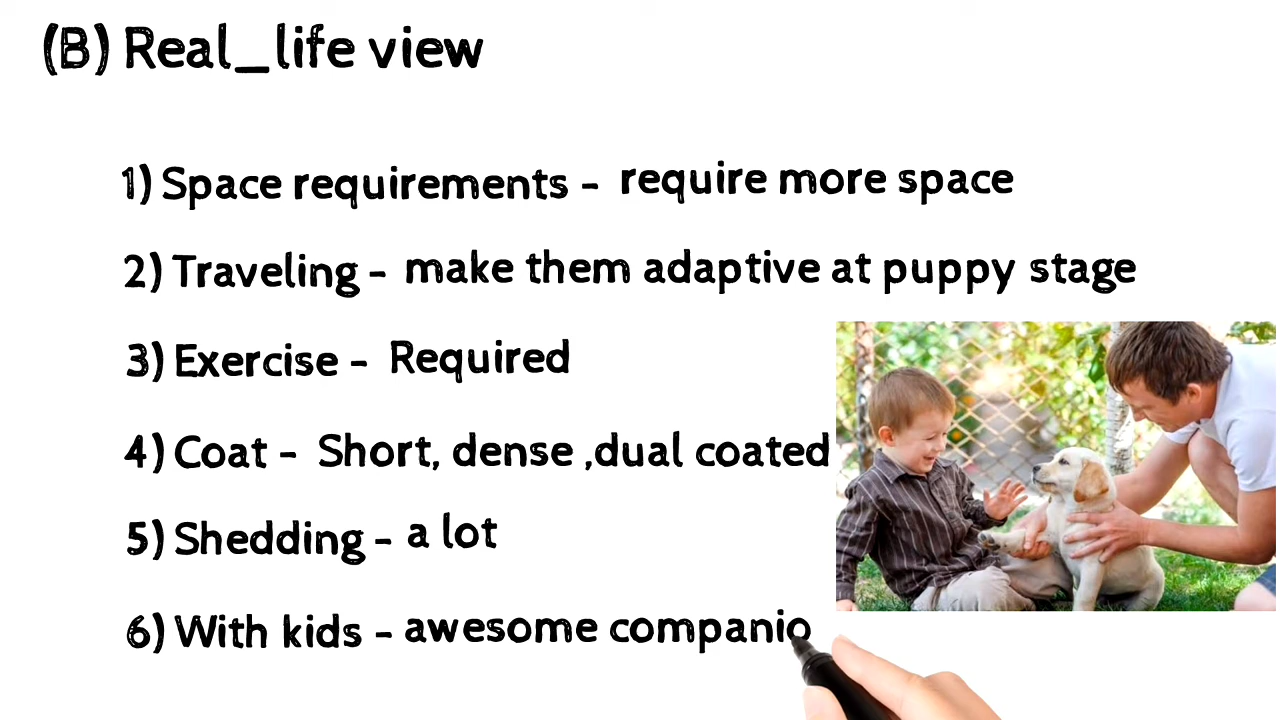 (B) Real_life view
1) Space requirements - require more space
2) Traveling - make them adaptive at puppy stage
3) Exercise - Required
4) Coat - Short, dense ,dual coated
5) Shedding - a lot
6) With kids - awesome companio